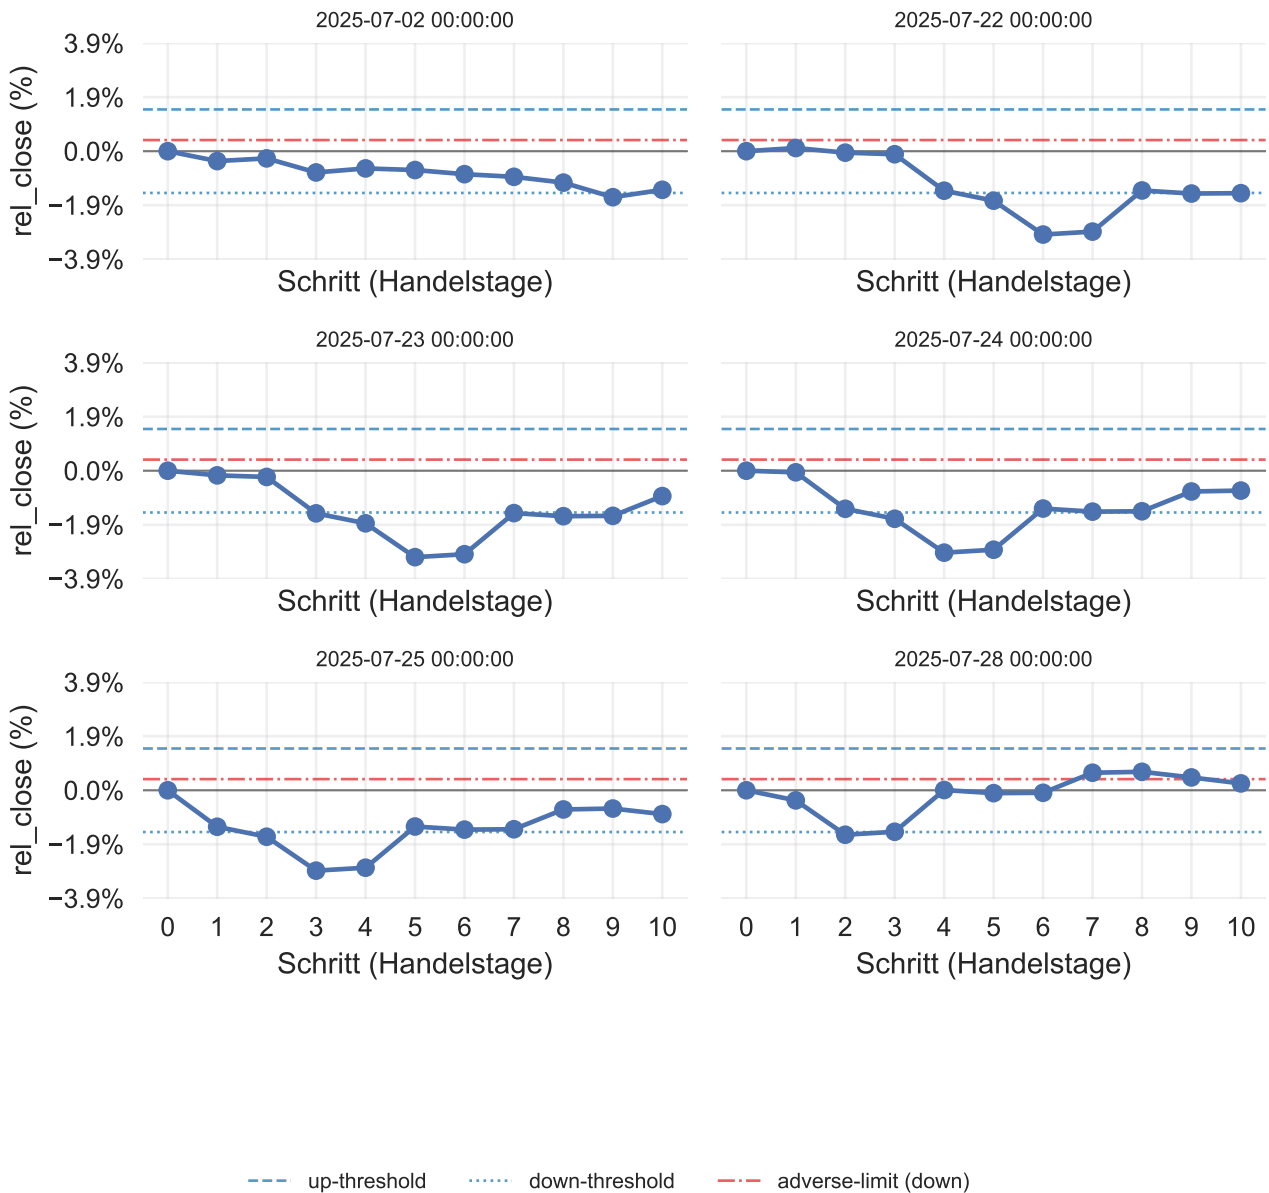 2025-07-02 00:00:00
2025-07-22 00:00:00
3.9%
1.9%
0.0%
−1.9%
−3.9%
rel_close (%)
Schritt (Handelstage)
Schritt (Handelstage)
2025-07-23 00:00:00
2025-07-24 00:00:00
3.9%
1.9%
0.0%
−1.9%
−3.9%
rel_close (%)
Schritt (Handelstage)
Schritt (Handelstage)
2025-07-25 00:00:00
2025-07-28 00:00:00
3.9%
1.9%
0.0%
−1.9%
−3.9%
rel_close (%)
0 1 2 3 4 5 6 7 8 9 10
0 1 2 3 4 5 6 7 8 9 10
Schritt (Handelstage)
Schritt (Handelstage)
up-threshold
down-threshold
adverse-limit (down)